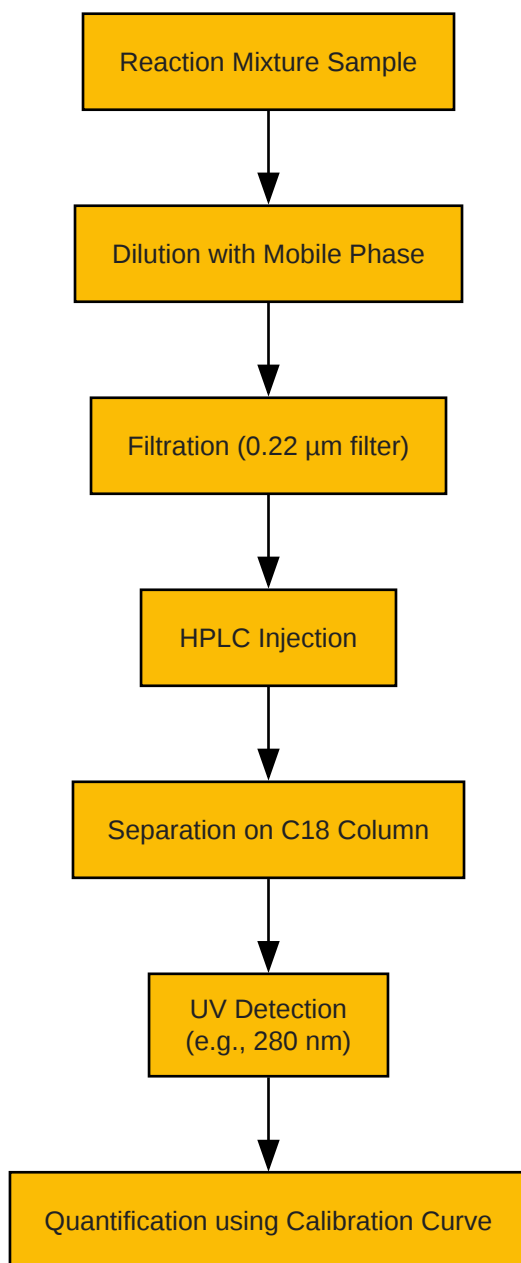 Reaction Mixture Sample
Dilution with Mobile Phase
Filtration (0.22 µm filter)
HPLC Injection
Separation on C18 Column
UV Detection
(e.g., 280 nm)
Quantification using Calibration Curve